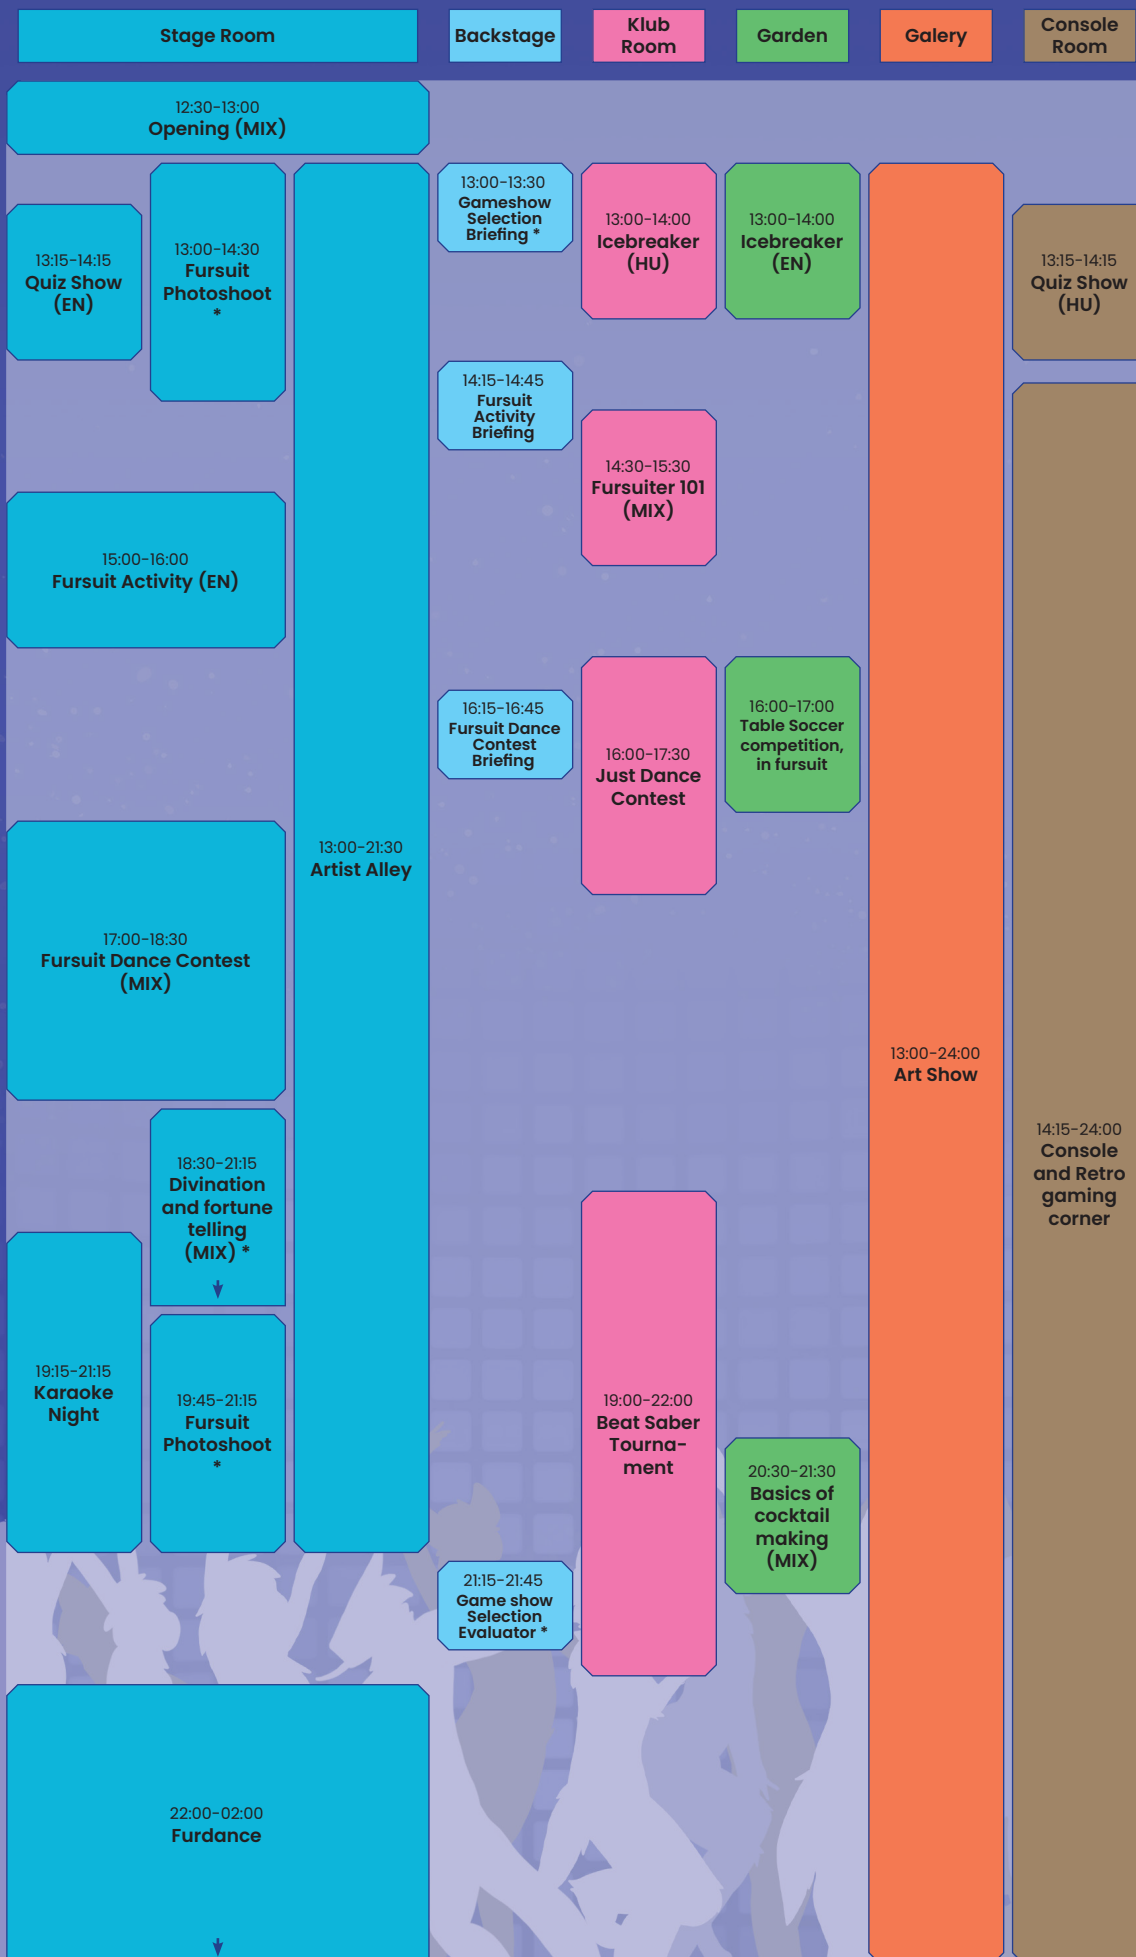 Stage Room
Backstage
Klub
Room
Garden
Galery
Console
Room
12:30-13:00
Opening (MIX)
13:15-14:15
Quiz Show
(EN)
13:00-14:30
Fursuit
Photoshoot
*
13:00-21:30
Artist Alley
13:00-13:30
Gameshow
Selection
Briefing *
13:00-14:00
Icebreaker
(HU)
13:00-14:00
Icebreaker
(EN)
13:00-24:00
Art Show
13:15-14:15
Quiz Show
(HU)
14:15-14:45
Fursuit
Activity
Briefing
14:30-15:30
Fursuiter 101
(MIX)
14:15-24:00
Console
and Retro
gaming
corner
15:00-16:00
Fursuit Activity (EN)
16:15-16:45
Fursuit Dance
Contest
Briefing
16:00-17:30
Just Dance
Contest
16:00-17:00
Table Soccer
competition,
in fursuit
17:00-18:30
Fursuit Dance Contest
(MIX)
18:30-21:15
Divination
and fortune
telling
(MIX) *
19:15-21:15
Karaoke
Night
19:45-21:15
Fursuit
Photoshoot
*
19:00-22:00
Beat Saber
Tourna-
ment
20:30-21:30
Basics of
cocktail
making
(MIX)
21:15-21:45
Game show
Selection
Evaluator *
22:00-02:00
Furdance